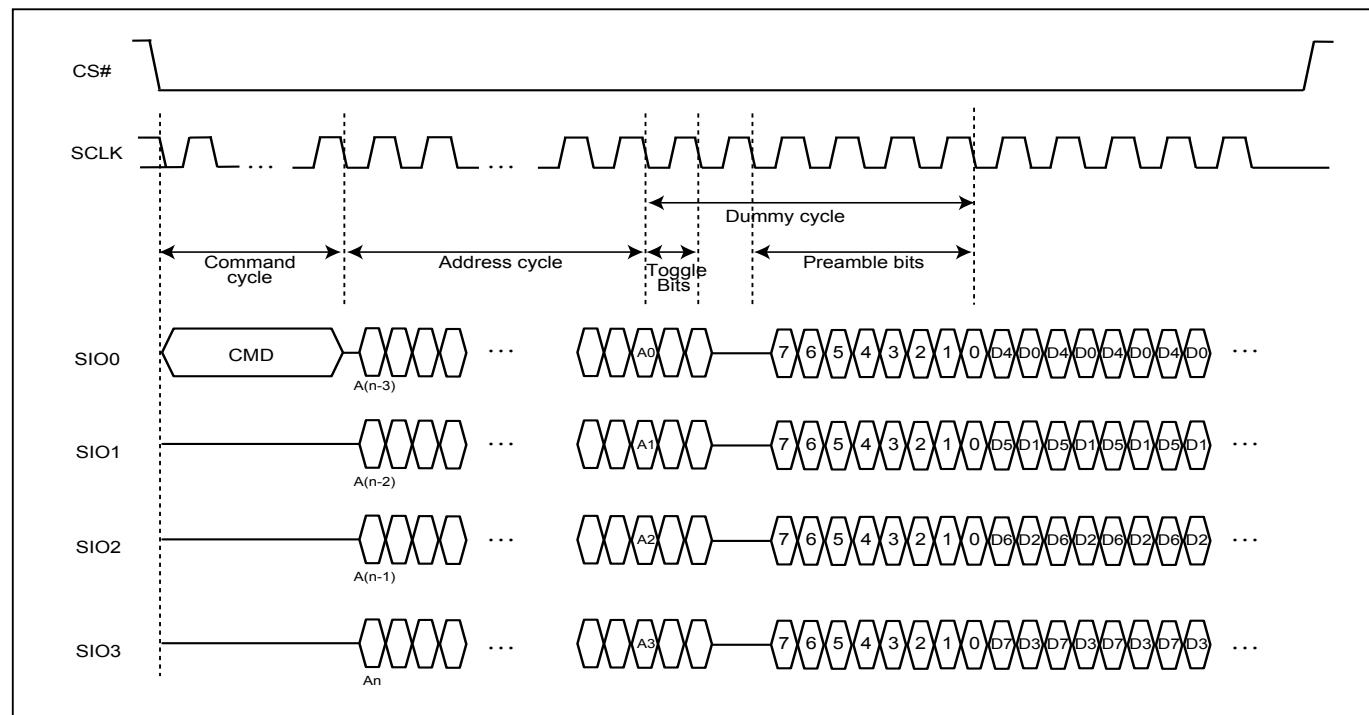 CS#
SCLK
···
···
Dummy cycle
Command
cycle
Address cycle
Toggle
Bits
Preamble bits
SIO0
CMD
···
A0
7 6 5 4 3 2 1 0 D4 D0 D4 D0 D4 D0 D4 D0
···
A(n-3)
SIO1
···
A1
7 6 5 4 3 2 1 0 D5 D1 D5 D1 D5 D1 D5 D1
···
A(n-2)
SIO2
···
A2
7 6 5 4 3 2 1 0 D6 D2 D6 D2 D6 D2 D6 D2
···
A(n-1)
SIO3
···
A3
7 6 5 4 3 2 1 0 D7 D3 D7 D3 D7 D3 D7 D3
···
An